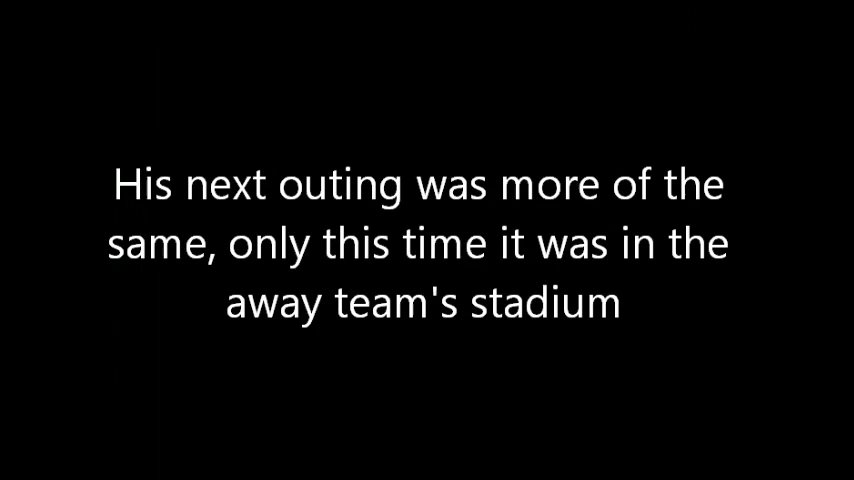 His next outing was more of the
same, only this time it was in the
away team's stadium